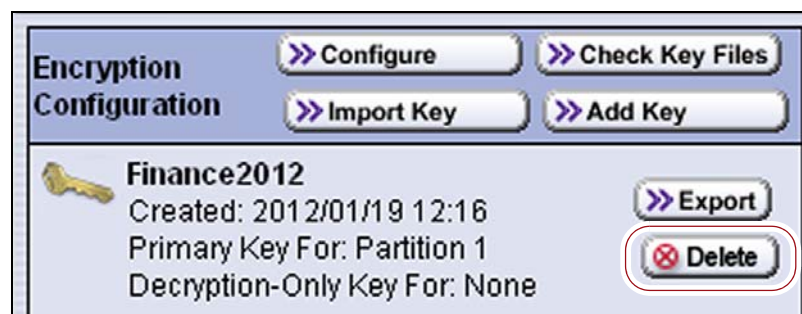 Encryption
Configuration
Configure
Check Key Files
Import Key
Add Key
Finance2012
Created: 2012/01/19 12:16
Primary Key For: Partition 1
Decryption-Only Key For: None
Export
Delete